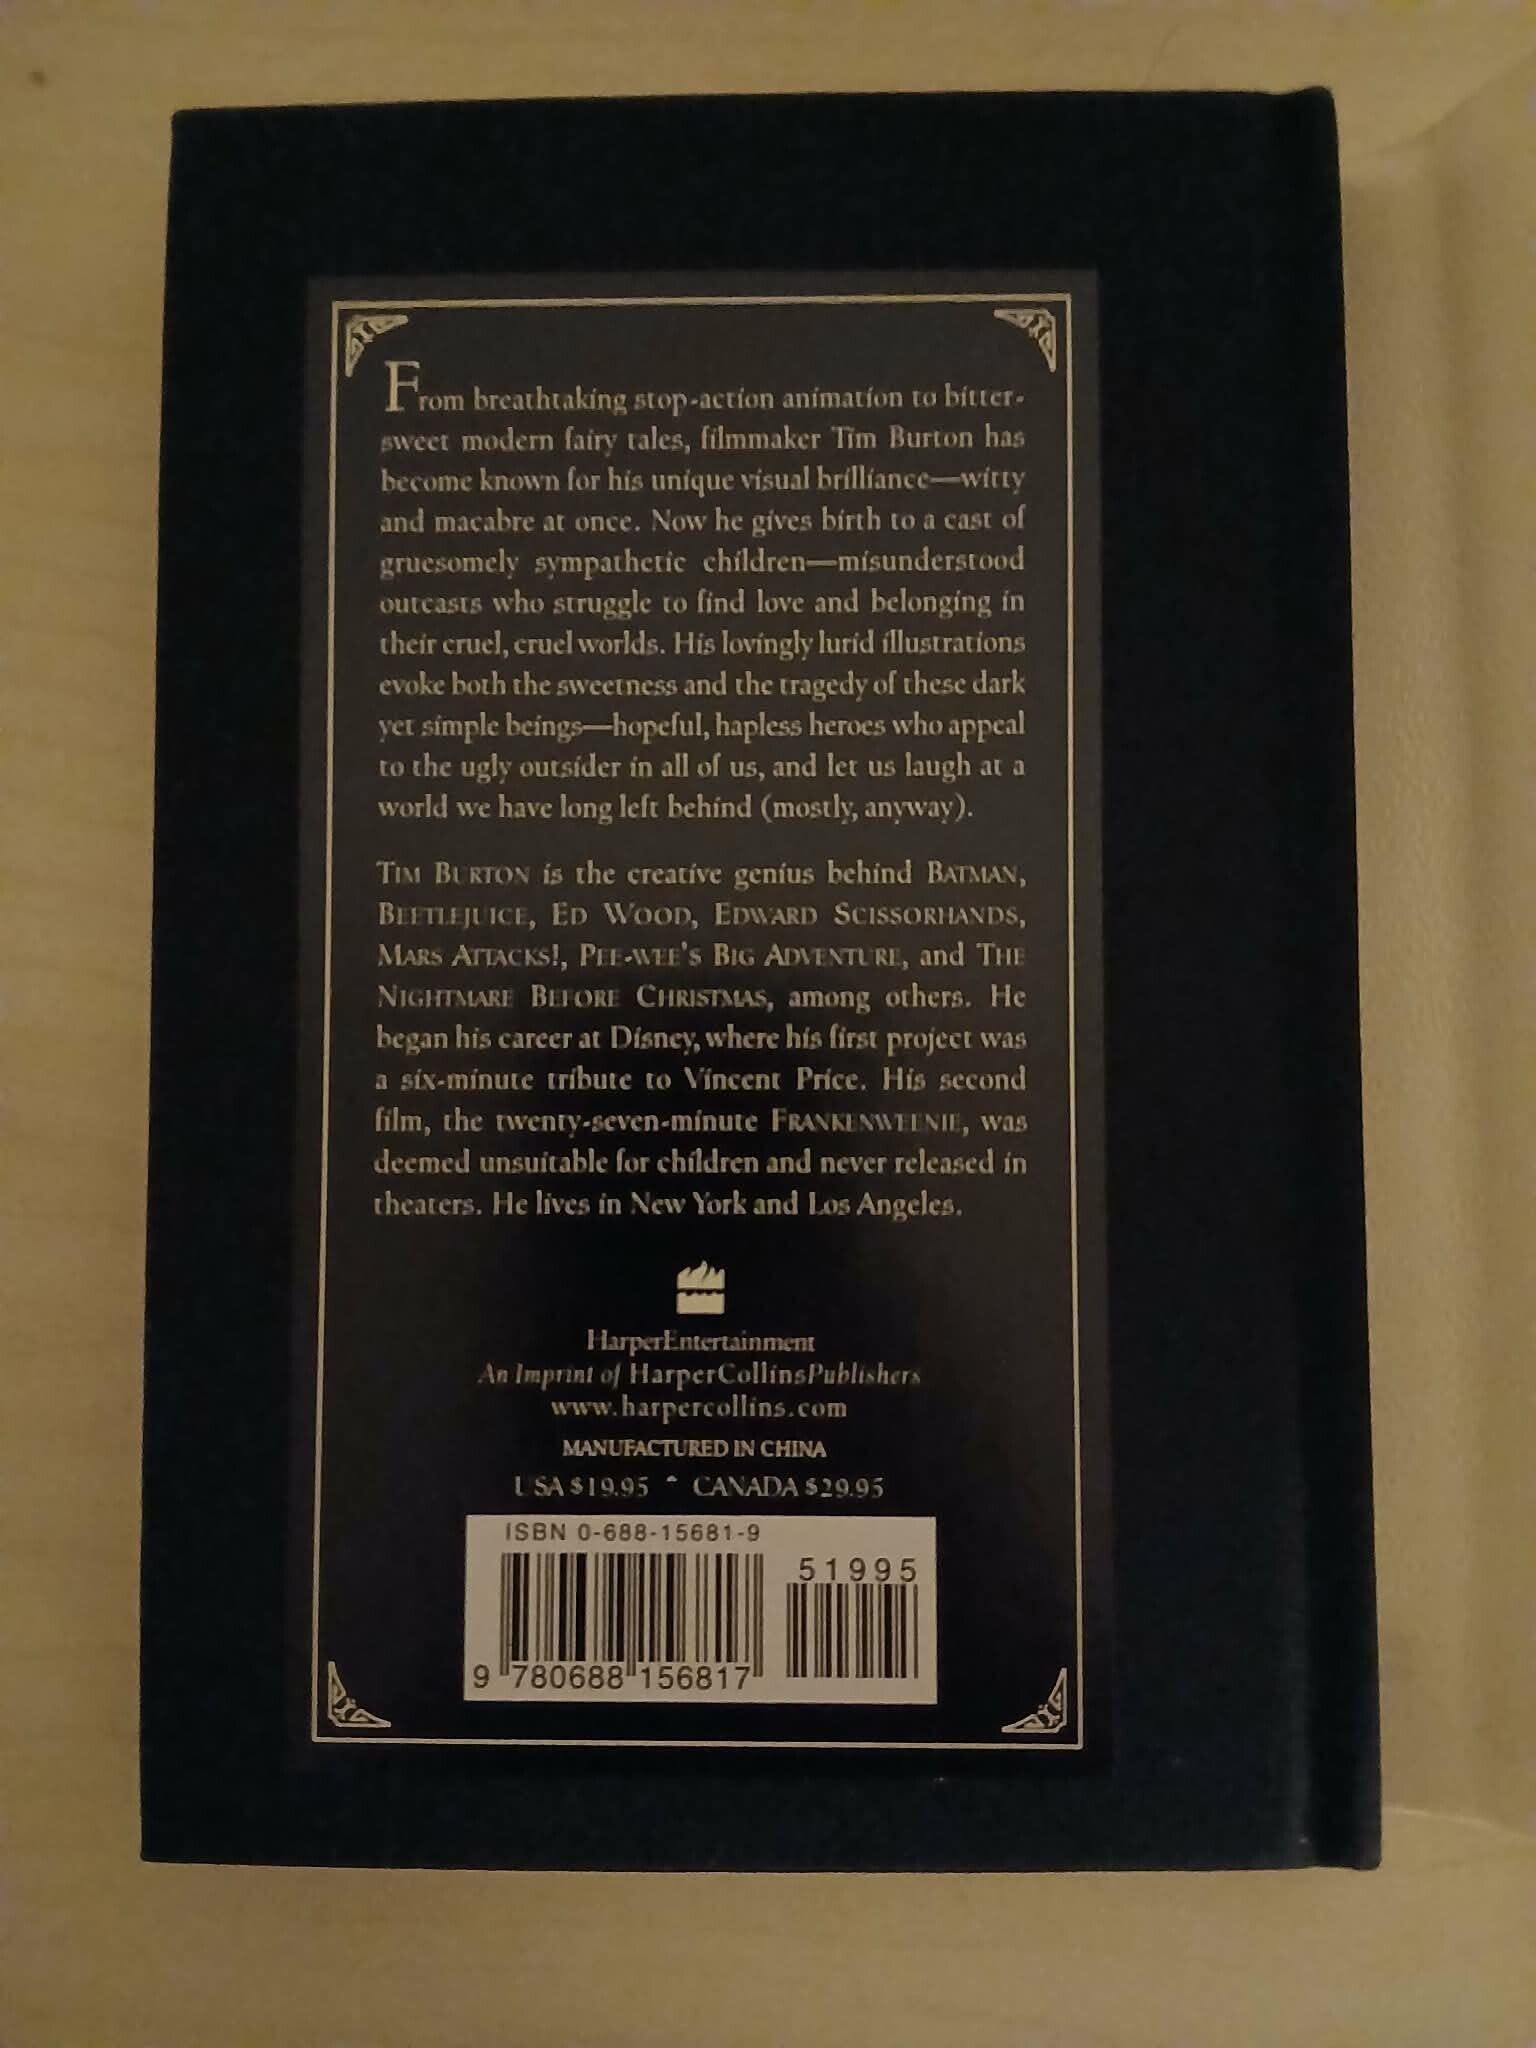 From breathtaking stop-action animation to bitter-
sweet modern fairy tales, filmmaker Tim Burton has
become known for his unique visual brilliance—witty
and macabre at once. Now he gives birth to a cast of
gruesomely sympathetic children—misunderstood
outcasts who struggle to find love and belonging in
their cruel, cruel worlds. His lovingly lurid illustrations
evoke both the sweetness and the tragedy of these dark
yet simple beings—hopeful, hapless heroes who appeal
to the ugly outsider in all of us, and let us laugh at a
world we have long left behind (mostly, anyway).
TIM BURTON is the creative genius behind BATMAN,
BEETLEJUICE, ED WOOD, EDWARD SCISSORHANDS,
MARS ATTACKS!, PEE-WEE'S BIG ADVENTURE, and THE
NIGHTMARE BEFORE CHRISTMAS, among others. He
began his career at Disney, where his first project was
a six-minute tribute to Vincent Price. His second
film, the twenty-seven-minute FRANKENWEENIE, was
deemed unsuitable for children and never released in
theaters. He lives in New York and Los Angeles.
HarperEntertainment
An Imprint of HarperCollinsPublishers
www.harpercollins.com
MANUFACTURED IN CHINA
USA $19.95 CANADA $29.95
ISBN 0-688-15681-9
51995
9 780688 156817